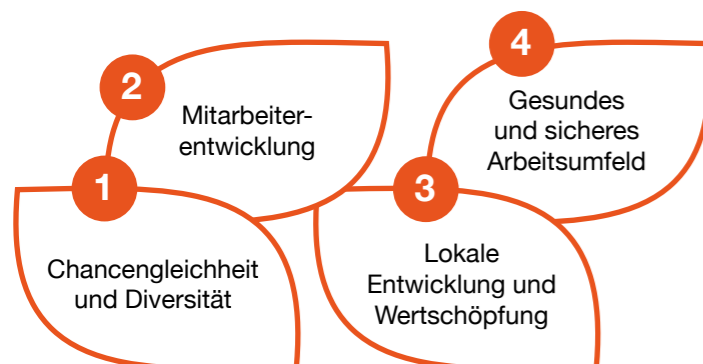 1
Chancengleichheit
und Diversität
2
Mitarbeiter-
entwicklung
3
Lokale
Entwicklung und
Wertschöpfung
4
Gesundes
und sicheres
Arbeitsumfeld